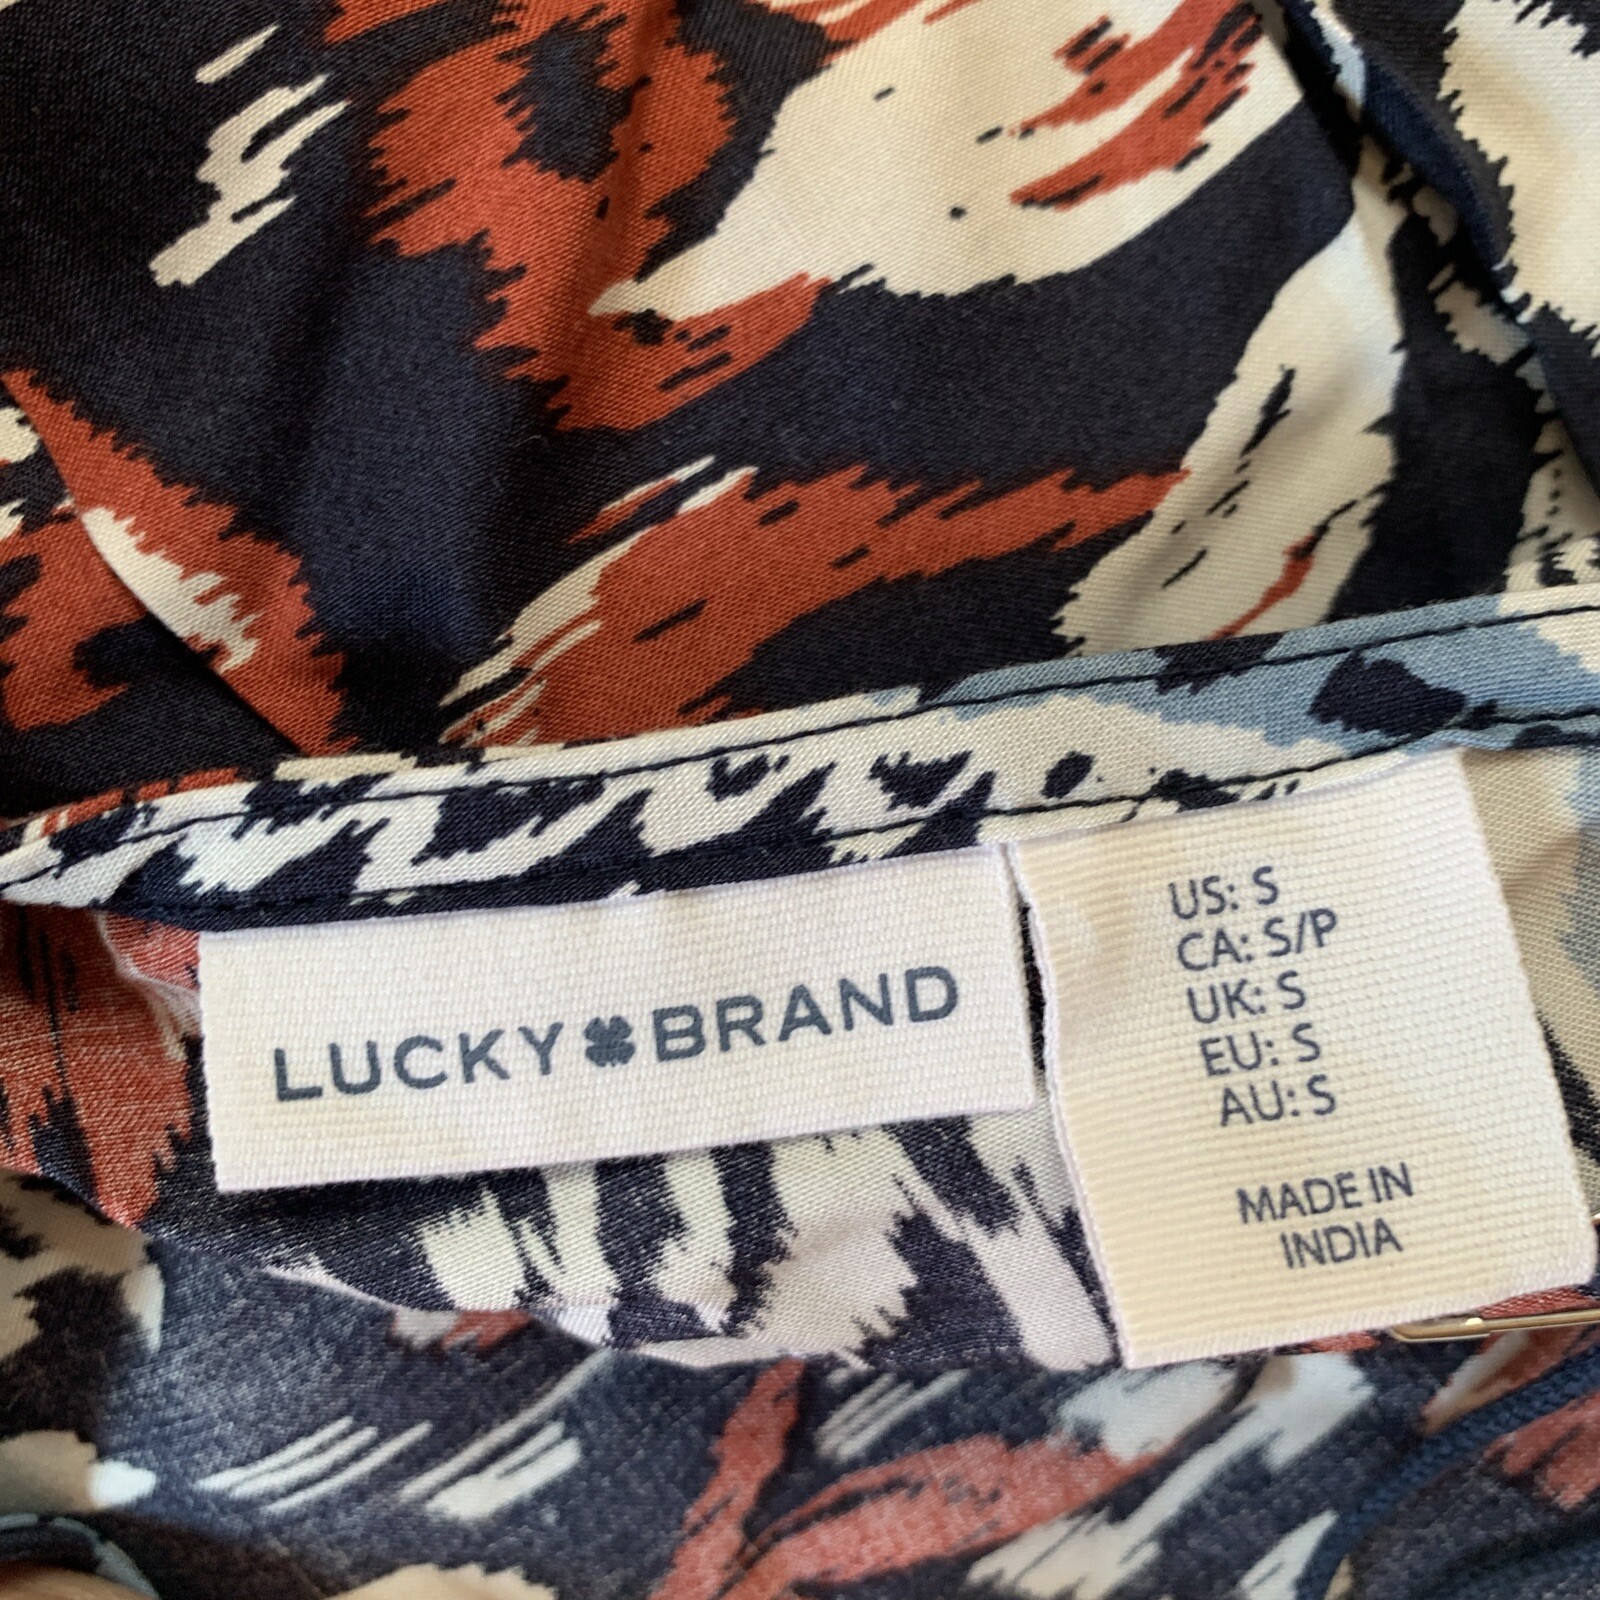 LUCKY BRAND
US: S
CA: S/P
UK: S
EU: S
AU: S
MADE IN
INDIA